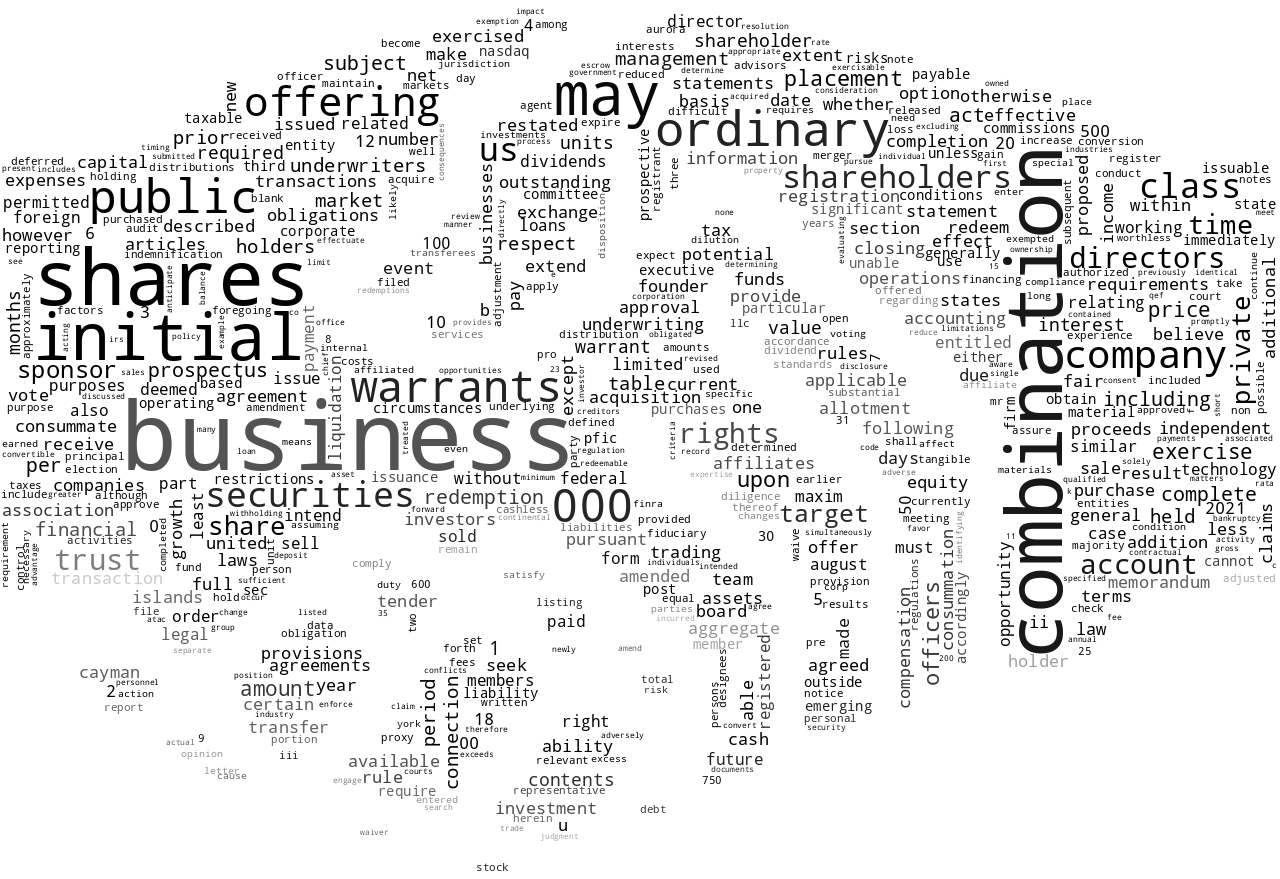 impact
exemption 4 among
director resolution
aurora
become exercised
shareholder rate
make nasdaq
interests appropriate
management extent risks note
subject jurisdiction
officer net day
escrow government reduced determine advisors exercisable
maintain markets
statements placement payable owned
new offering
may
agent basis acquired consideration date whether option otherwise place
difficult requires released
taxable issued related well
restated expire
ordinary need act effective
timing prior received entity 12 number consequences
investments process units
prospective loss excluding commissions 500
submitted required
us
completion 20 increase conversion
deferred capital distributions third underwriters
dividends
information merger pursue individual unless gain industries
present includes holding
registrant three property
shareholders first special register issuable
expenses transactions acquire likely
businesses outstanding
registration conditions enter conduct notes
permitted public blank market
committee
significant statement subsequent proposed income class
foreign purchased obligations review manner directly exchange
none years redeem within state meet
however 6 audit described corporate
loans disposition
tax dilution evaluating section exempted ownership working time
reporting articles holders effectuate
100 respect
closing effect generally worthless immediately
see indemnification limit
transferees
expect potential unable use 15
shares
event extend
determining operations financing compliance directors continue additional
approximately anticipate balance
filed redemptions apply e
executive funds authorized previously identical
months factors 3 foregoing co
b adjustment pay
founder corporation provide offered regarding states long requirements take
initial
approval llc particular contained qef court
acting irs policy example office
10 provides services
underwriting open accounting relating price promptly private
payment 8 internal
distribution obligated value voting reduce limitations interest
chief costs pro
warrant amounts accordance entitled experience believe
sponsor sales prospectus
affiliated opportunities 23 revised dividend rules 7 disclosure either aware
vote discussed deemed based issue liquidation
except investor limited used standards due single
company
purposes
warrants
table current applicable affiliate fair consent included possible
purpose operating agreement
acquisition specific substantial mr obtain including short non
also amendment circumstances underlying
creditors purchases one allotment firm material approved
consummate many treated
defined
rights
31 following assure proceeds independent
earned receive business
party pfic criteria determined shall affect similar payments associated
convertible principal loan means even
regulation record code days tangible exercise
per election
redeemable affiliates adverse materials sale solely result technology
taxes companies part restrictions asset issuance without minimum federal
expertise upon earlier equity qualified matters rata
include greater although
securities forward redemption
000
finra diligence maxim 50 currently k purchase complete
association approve least withholding
investors cashless continental
thereof changes target entities 2021
financial 0 growth share intend
sold liabilities provided meeting favor general held bankruptcy claims
requirement activities assuming
remain pursuant fiduciary 30 waive simultaneously identifying 11 condition less
control necessary advantage trust completed united unit sell
form trading offer must case addition activity gross
transaction fund laws deposit person
comply individuals intended august consummation majority contractual cannot c
full sufficient sec
satisfy amended team provision
combination
account
islands hold occur
duty 600
post assets corp compensation regulations officers accordingly opportunity specified memorandum adjusted
file order change listed
35 tender
listing equal parties board agree 5 results
ii terms
atac group data
two paid incurred
made check fee
legal obligation
aggregate law
separate set 1 newly amend member pre annual 25
provisions forth
200 holder
cayman position agreements fees seek
registered agreed
2 personnel action
conflicts members total
persons designees able outside
report amount year
period connection liability risk
notice
certain enforce claim written
emerging
industry
york 18 right convert personal
transfer proxy therefore adversely security
actual 9 portion
00 ability cash
opinion iii exceeds relevant excess future
letter available
documents
cause engage rule courts contents 750
require representative
entered search investment debt
herein
waiver trade u
judgment
stock